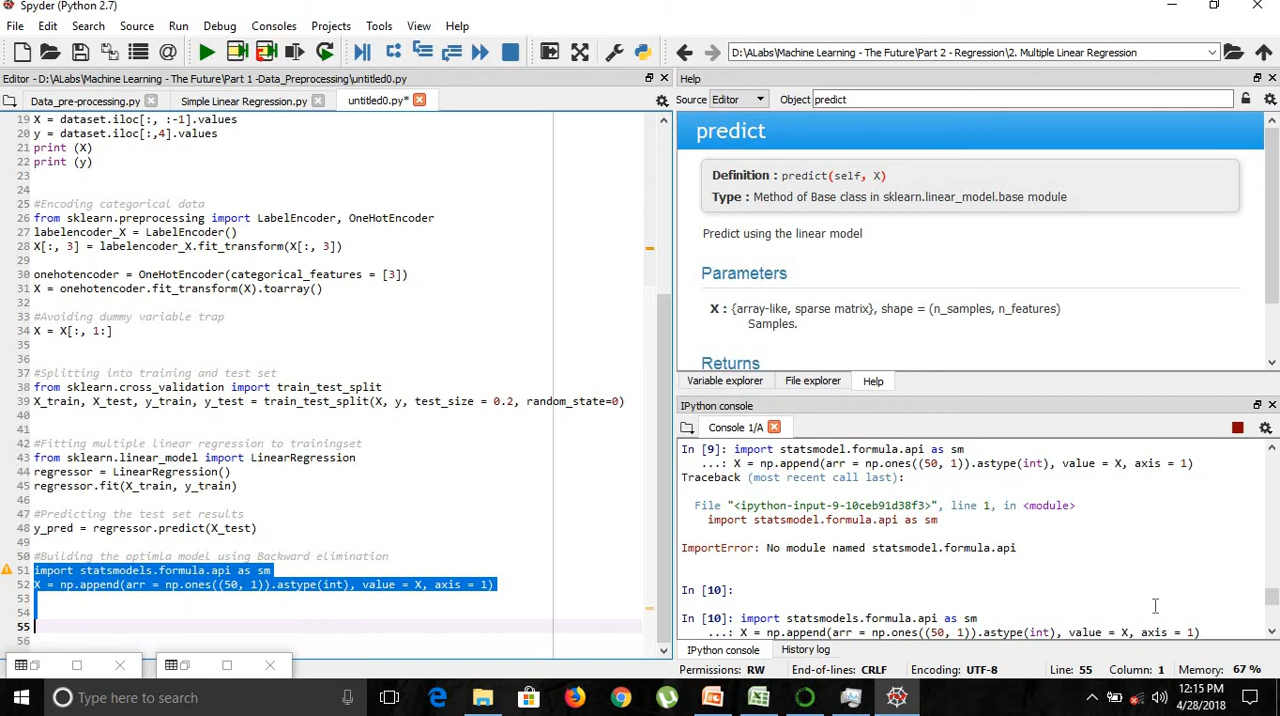 Spyder (Python 2.7)
File Edit Search Source Run Debug Consoles Projects Tools View Help
D:\ALabs\Machine Learning - The Future\Part 2 - Regression\2. Multiple Linear Regression
Editor - D:\ALabs\Machine Learning - The Future\Part 1 -Data_Preprocessing\untitled0.py
Data_pre-processing.py Simple Linear Regression.py untitled0.py*
19 X = dataset.iloc[:, :-1].values
20 y = dataset.iloc[:,4].values
21 print (X)
22 print (y)
23
24
25 #Encoding categorical data
26 from sklearn.preprocessing import LabelEncoder, OneHotEncoder
27 labelencoder_X = LabelEncoder()
28 X[:, 3] = labelencoder_X.fit_transform(X[:, 3])
29
30 onehotencoder = OneHotEncoder(categorical_features = [3])
31 X = onehotencoder.fit_transform(X).toarray()
32
33 #Avoiding dummy variable trap
34 X = X[:, 1:]
35
36
37 #Splitting into training and test set
38 from sklearn.cross_validation import train_test_split
39 X_train, X_test, y_train, y_test = train_test_split(X, y, test_size = 0.2, random_state=0)
40
41
42 #Fitting multiple linear regression to trainingset
43 from sklearn.linear_model import LinearRegression
44 regressor = LinearRegression()
45 regressor.fit(X_train, y_train)
46
47 #Predicting the test set results
48 y_pred = regressor.predict(X_test)
49
50 #Building the optimla model using Backward elimination
51 import statsmodels.formula.api as sm
52 X = np.append(arr = np.ones((50, 1)).astype(int), value = X, axis = 1)
53
54
55
56
Help
Source Editor Object predict
predict
Definition : predict(self, X)
Type : Method of Base class in sklearn.linear_model.base module
Predict using the linear model
Parameters
X : {array-like, sparse matrix}, shape = (n_samples, n_features)
Samples.
Returns
Variable explorer File explorer Help
IPython console
Console 1/A
In [9]: import statsmodel.formula.api as sm
...: X = np.append(arr = np.ones((50, 1)).astype(int), value = X, axis = 1)
Traceback (most recent call last):
File "<ipython-input-9-10ceb91d38f3>", line 1, in <module>
import statsmodel.formula.api as sm
ImportError: No module named statsmodel.formula.api
In [10]:
In [10]: import statsmodels.formula.api as sm
...: X = np.append(arr = np.ones((50, 1)).astype(int), value = X, axis = 1)
IPython console History log
Permissions: RW End-of-lines: CRLF Encoding: UTF-8 Line: 55 Column: 1 Memory: 67 %
Type here to search
12:15 PM
4/28/2018